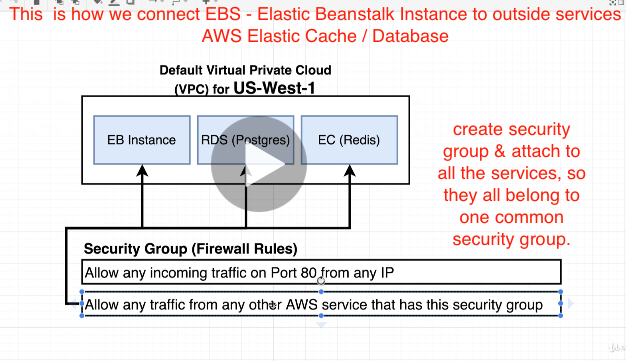 This is how we connect EBS - Elastic Beanstalk Instance to outside services
AWS Elastic Cache / Database
Default Virtual Private Cloud
(VPC) for US-West-1
EB Instance
RDS (Postgres)
EC (Redis)
create security
group & attach to
all the services, so
they all belong to
one common
security group.
Security Group (Firewall Rules)
Allow any incoming traffic on Port 80 from any IP
Allow any traffic from any other AWS service that has this security group